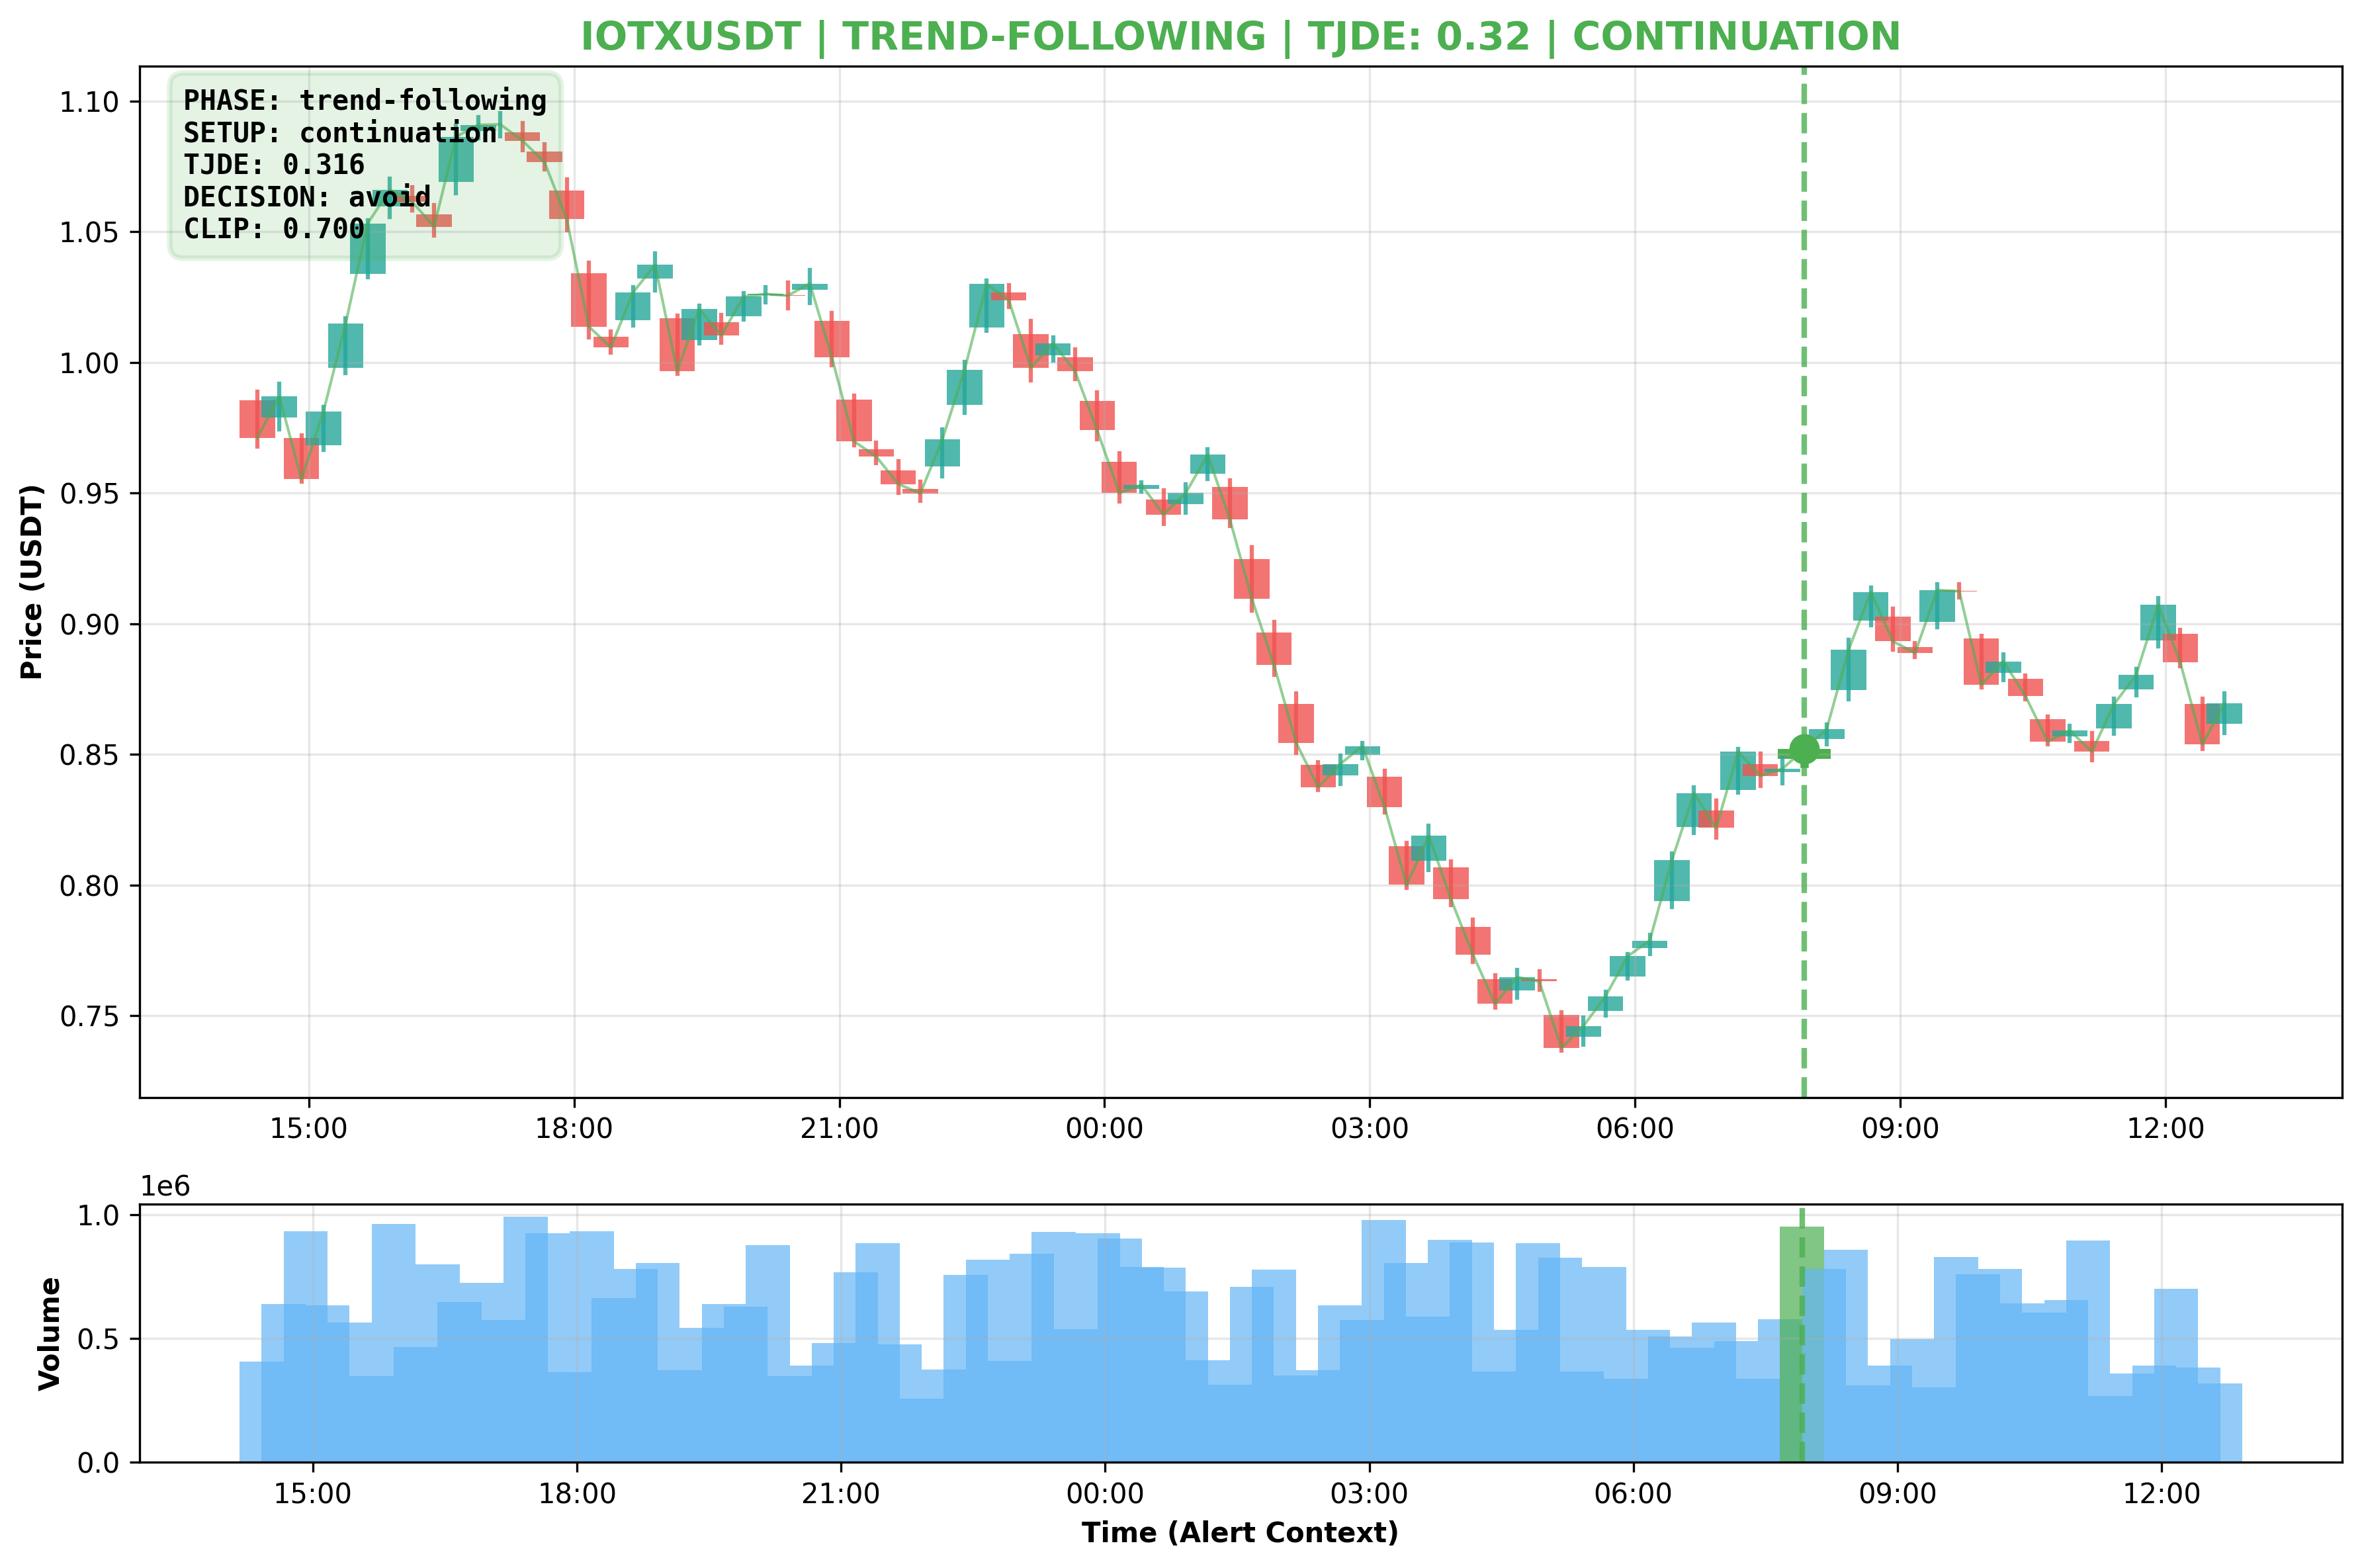 IOTXUSDT | TREND-FOLLOWING | TJDE: 0.32 | CONTINUATION
PHASE: trend-following
SETUP: continuation
TJDE: 0.316
DECISION: avoid
CLIP: 0.700
Price (USDT)
1.10
1.05
1.00
0.95
0.90
0.85
0.80
0.75
15:00 18:00 21:00 00:00 03:00 06:00 09:00 12:00
1e6
Volume
1.0
0.5
0.0
15:00 18:00 21:00 00:00 03:00 06:00 09:00 12:00
Time (Alert Context)